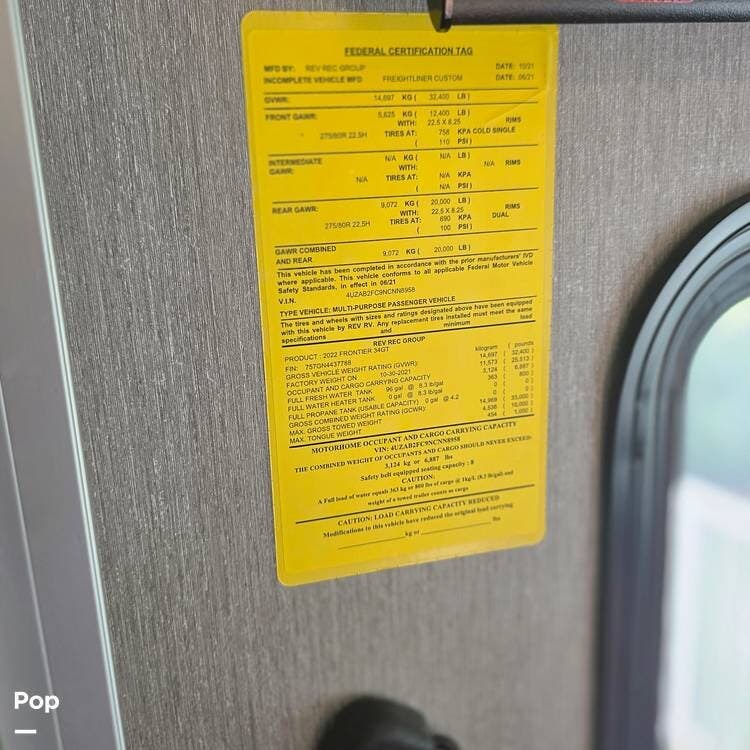 FEDERAL CERTIFICATION TAG
MFD BY: REV REC GROUP DATE: 10/21
INCOMPLETE VEHICLE MFD FREIGHTLINER CUSTOM DATE: 06/21
GVWR: 14,697 KG ( 32,400 LB )
FRONT GAWR: 5,625 KG ( 12,400 LB )
WITH: 22.5 X 8.25 RIMS
275/80R 22.5H TIRES AT: 758 KPA COLD SINGLE
( 110 PSI )
INTERMEDIATE GAWR: N/A KG ( N/A LB )
WITH: N/A RIMS
N/A TIRES AT: N/A KPA
( N/A PSI )
REAR GAWR: 9,072 KG ( 20,000 LB )
WITH: 22.5 X 8.25 RIMS
275/80R 22.5H TIRES AT: 690 KPA DUAL
( 100 PSI )
GAWR COMBINED
AND REAR 9,072 KG ( 20,000 LB )
This vehicle has been completed in accordance with the prior manufacturers' IVD
where applicable. This vehicle conforms to all applicable Federal Motor Vehicle
Safety Standards, in effect in 06/21
V.I.N. 4UZAB2FC9NCNN8958
TYPE VEHICLE: MULTI-PURPOSE PASSENGER VEHICLE
The tires and wheels with sizes and ratings designated above have been equipped
with this vehicle by REV RV. Any replacement tires installed must meet the same
specifications and minimum load
REV REC GROUP
PRODUCT : 2022 FRONTIER 34GT kilogram ( pounds
FIN: 757GN4437788
GROSS VEHICLE WEIGHT RATING (GVWR): 14,697 ( 32,400 )
FACTORY WEIGHT ON 10-30-2021 11,573 ( 25,513 )
OCCUPANT AND CARGO CARRYING CAPACITY 3,124 ( 6,887 )
FULL FRESH WATER TANK 96 gal @ 8.3 lb/gal 363 ( 800 )
FULL WATER HEATER TANK 0 gal @ 8.3 lb/gal 0 ( 0 )
FULL PROPANE TANK (USABLE CAPACITY) 0 gal @ 4.2 0 ( 0 )
GROSS COMBINED WEIGHT RATING (GCWR): 14,969 ( 33,000 )
MAX. GROSS TOWED WEIGHT 4,536 ( 10,000 )
MAX. TONGUE WEIGHT 454 ( 1,000 )
MOTORHOME OCCUPANT AND CARGO CARRYING CAPACITY
VIN: 4UZAB2FC9NCNN8958
THE COMBINED WEIGHT OF OCCUPANTS AND CARGO SHOULD NEVER EXCEED:
3,124 kg or 6,887 lbs
Safety belt equipped seating capacity : 8
CAUTION:
A Full load of water equals 363 kg or 800 lbs of cargo @ 1kg/L (8.3 lb/gal) and
weight of a towed trailer counts as cargo
CAUTION: LOAD CARRYING CAPACITY REDUCED
Modifications to this vehicle have reduced the original load carrying
kg or lbs
Pop